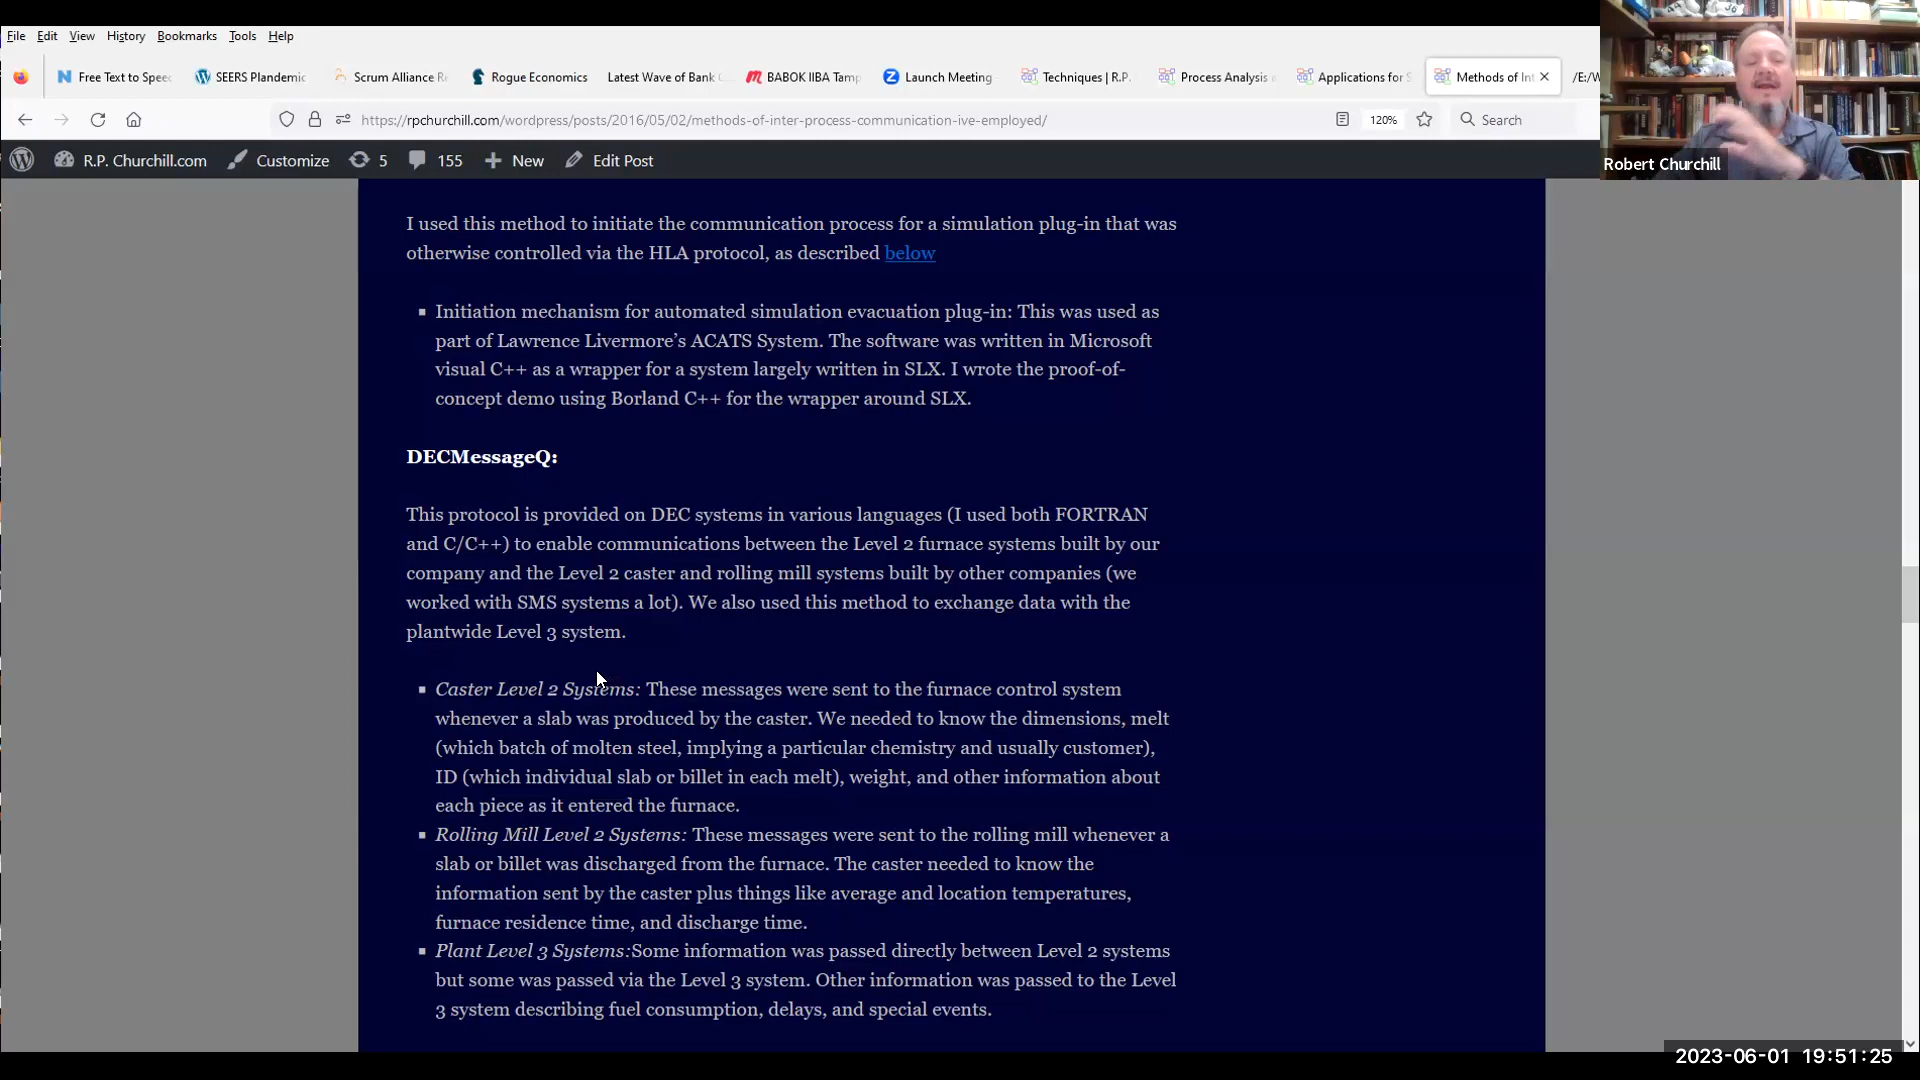 File Edit View History Bookmarks Tools Help
Free Text to Speec SEERS Plandemic Scrum Alliance R Rogue Economics Latest Wave of Bank BABOK IIBA Tamp Launch Meeting Techniques | R.P. Process Analysis Applications for S Methods of Int /E:/W
https://rpchurchill.com/wordpress/posts/2016/05/02/methods-of-inter-process-communication-ive-employed/ 120% Search
R.P. Churchill.com Customize 5 155 New Edit Post
Robert Churchill
I used this method to initiate the communication process for a simulation plug-in that was
otherwise controlled via the HLA protocol, as described below
▪ Initiation mechanism for automated simulation evacuation plug-in: This was used as
part of Lawrence Livermore’s ACATS System. The software was written in Microsoft
visual C++ as a wrapper for a system largely written in SLX. I wrote the proof-of-
concept demo using Borland C++ for the wrapper around SLX.
DECMessageQ:
This protocol is provided on DEC systems in various languages (I used both FORTRAN
and C/C++) to enable communications between the Level 2 furnace systems built by our
company and the Level 2 caster and rolling mill systems built by other companies (we
worked with SMS systems a lot). We also used this method to exchange data with the
plantwide Level 3 system.
▪ Caster Level 2 Systems: These messages were sent to the furnace control system
whenever a slab was produced by the caster. We needed to know the dimensions, melt
(which batch of molten steel, implying a particular chemistry and usually customer),
ID (which individual slab or billet in each melt), weight, and other information about
each piece as it entered the furnace.
▪ Rolling Mill Level 2 Systems: These messages were sent to the rolling mill whenever a
slab or billet was discharged from the furnace. The caster needed to know the
information sent by the caster plus things like average and location temperatures,
furnace residence time, and discharge time.
▪ Plant Level 3 Systems:Some information was passed directly between Level 2 systems
but some was passed via the Level 3 system. Other information was passed to the Level
3 system describing fuel consumption, delays, and special events.
2023-06-01 19:51:25